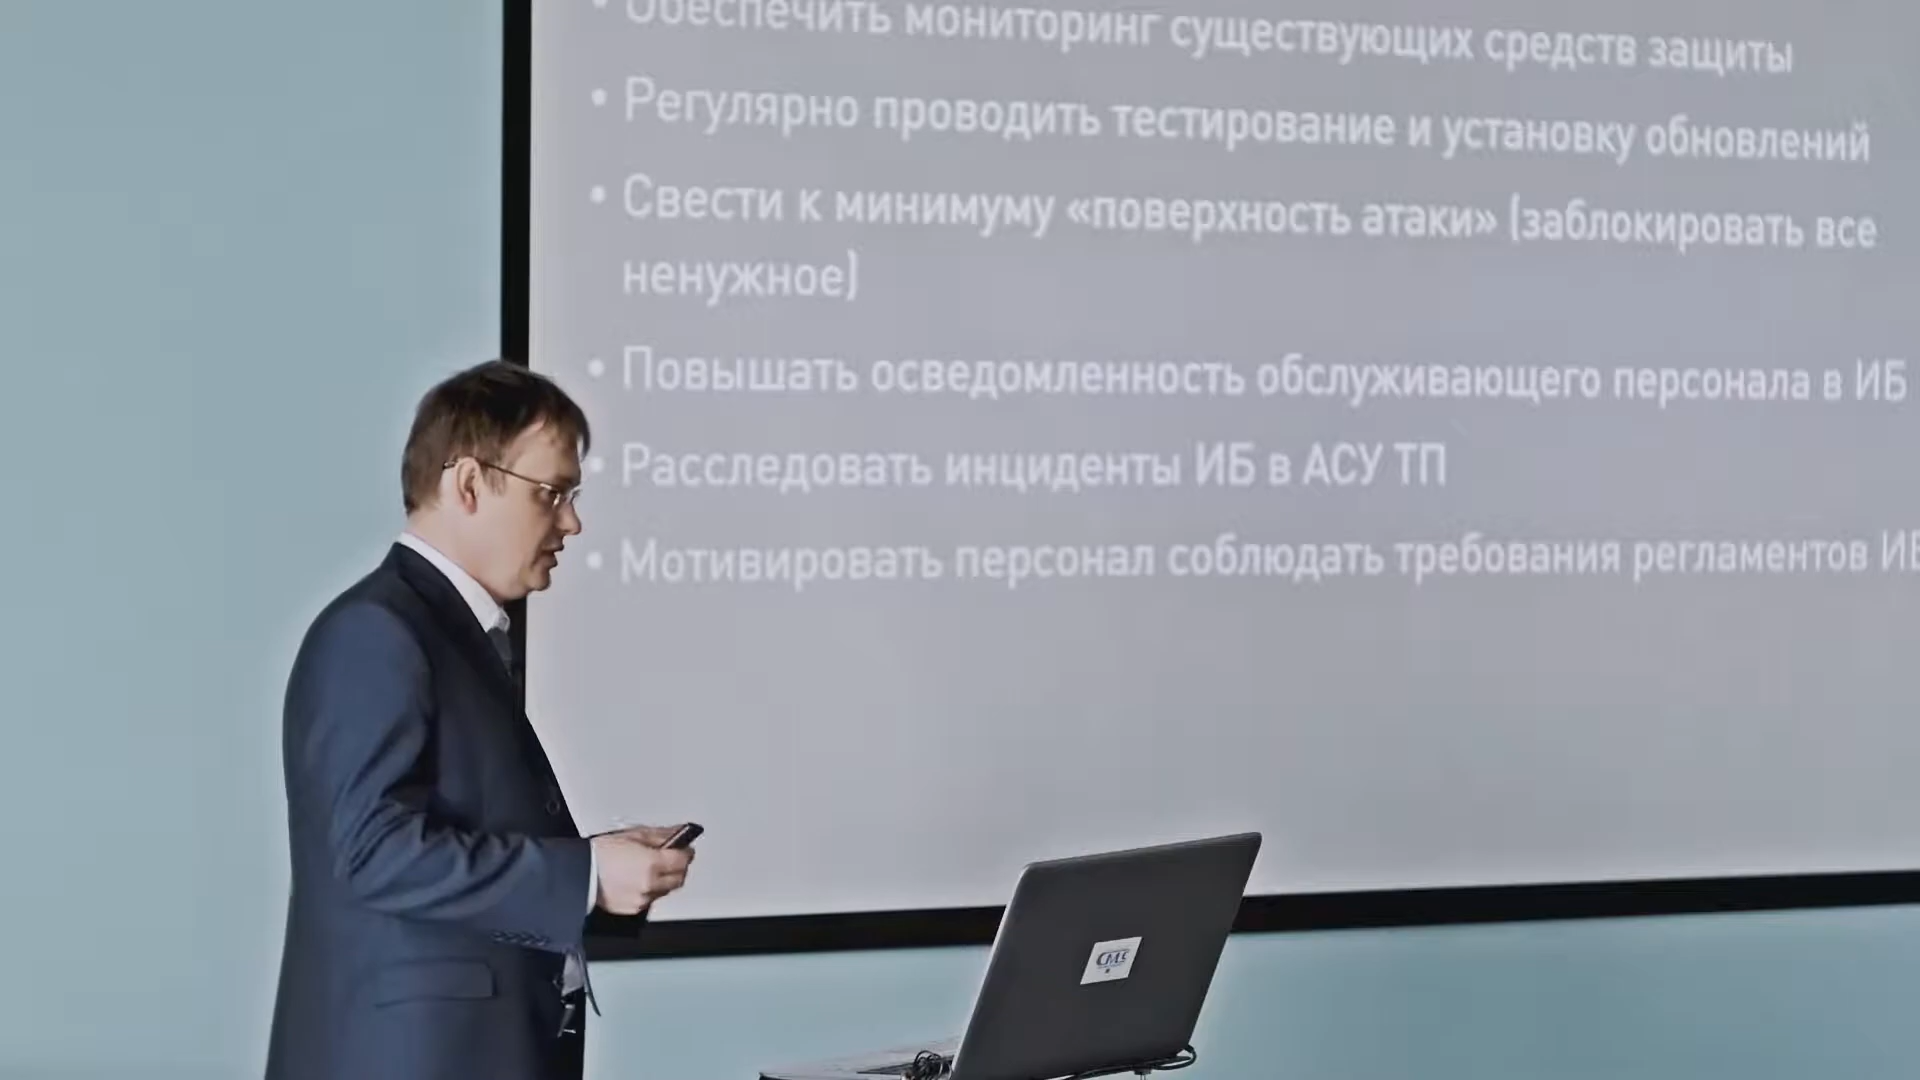 • Обеспечить мониторинг существующих средств защиты
• Регулярно проводить тестирование и установку обновлений
• Свести к минимуму «поверхность атаки» (заблокировать все
ненужное)
• Повышать осведомленность обслуживающего персонала в ИБ
• Расследовать инциденты ИБ в АСУ ТП
• Мотивировать персонал соблюдать требования регламентов ИБ